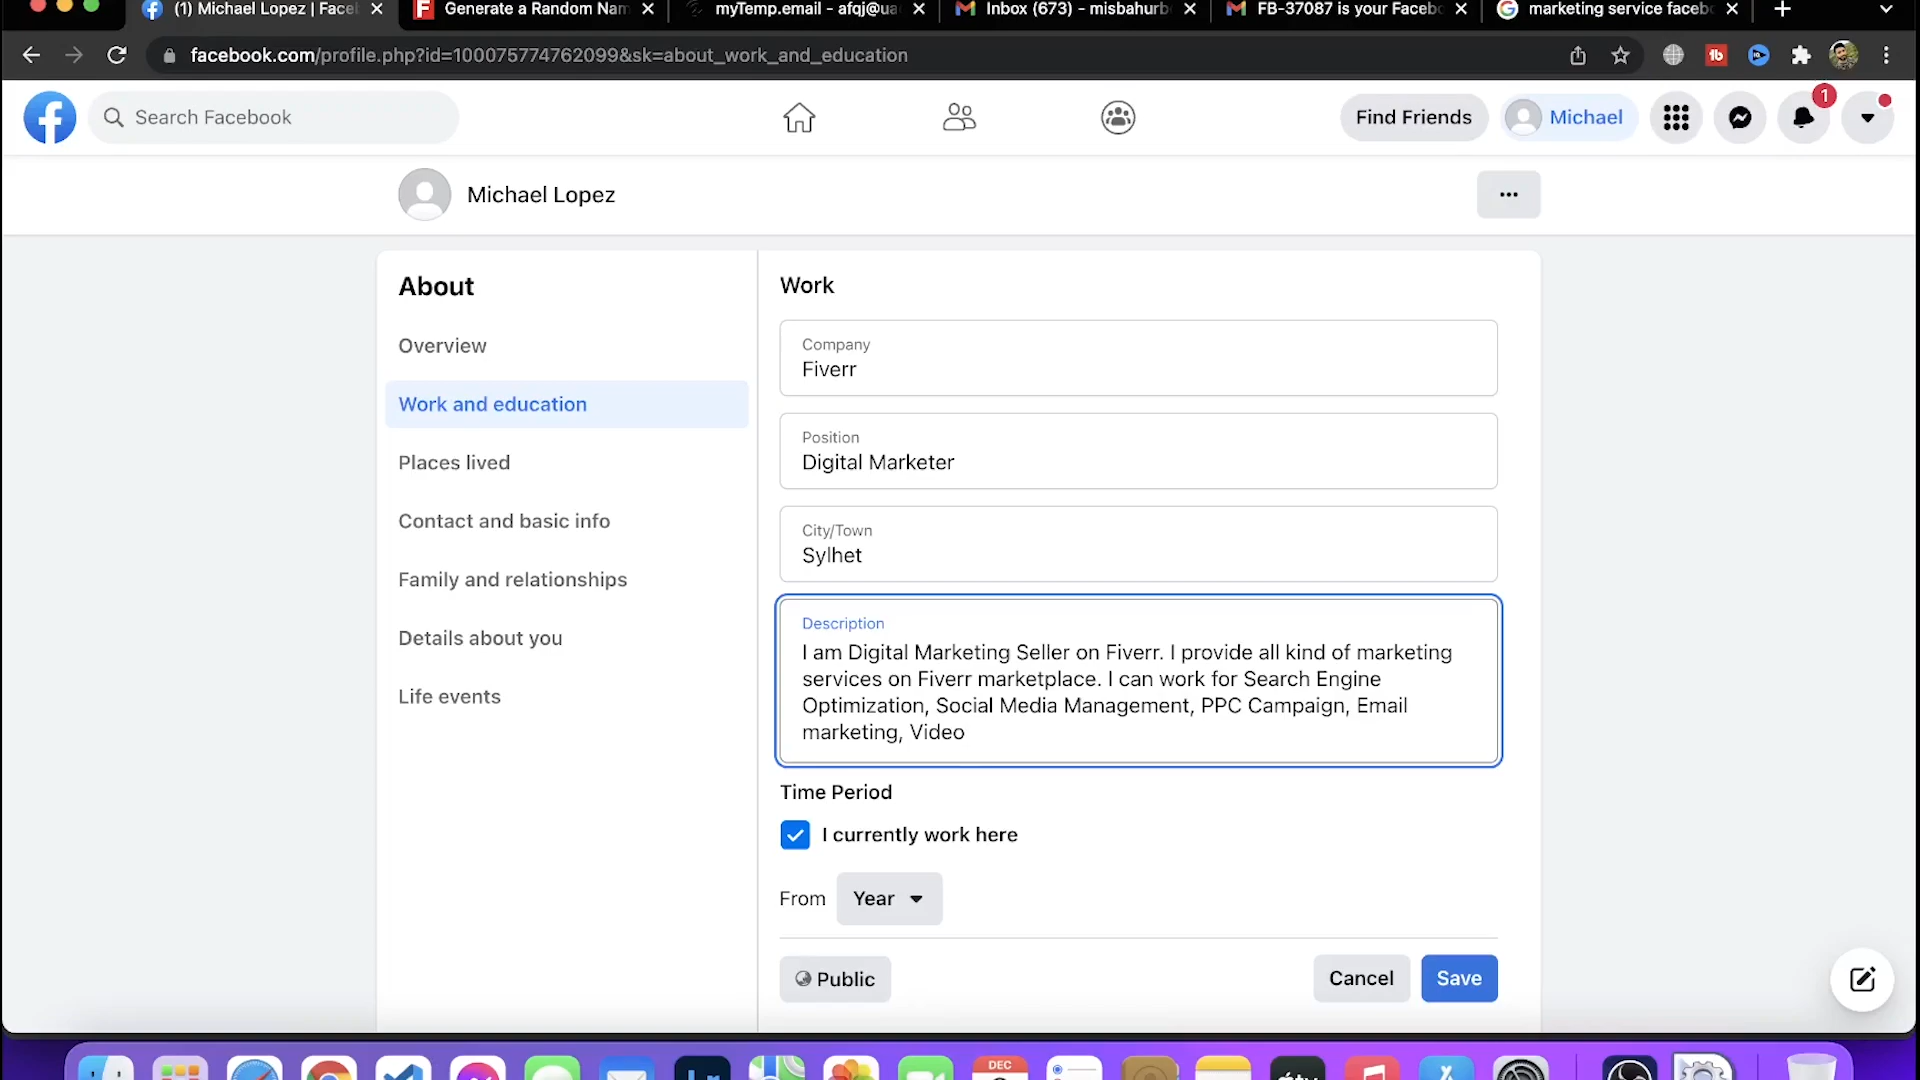 (1) Michael Lopez | Face
Generate a Random Nam
myTemp.email - afqj@ua
Inbox (673) - misbahurb
FB-37087 is your Facebo
marketing service facebo
facebook.com/profile.php?id=100075774762099&sk=about_work_and_education
Search Facebook
Find Friends
Michael
1
Michael Lopez
About
Overview
Work and education
Places lived
Contact and basic info
Family and relationships
Details about you
Life events
Work
Company
Fiverr
Position
Digital Marketer
City/Town
Sylhet
Description
I am Digital Marketing Seller on Fiverr. I provide all kind of marketing
services on Fiverr marketplace. I can work for Search Engine
Optimization, Social Media Management, PPC Campaign, Email
marketing, Video
Time Period
I currently work here
From
Year
Public
Cancel
Save
DEC